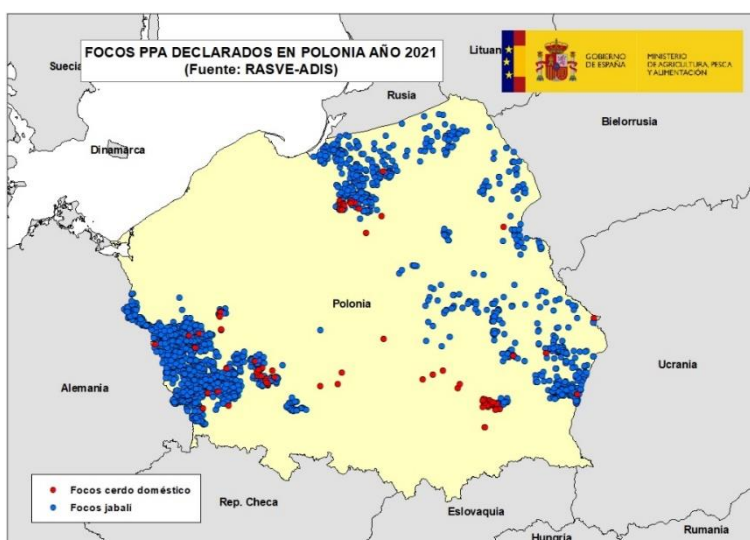 FOCOS PPA DECLARADOS EN POLONIA AÑO 2021
(Fuente: RASVE-ADIS)
GOBIERNO
DE ESPAÑA
MINISTERIO
DE AGRICULTURA, PESCA
Y ALIMENTACIÓN
Suecia
Lituan
Rusia
Bielorrusia
Dinamarca
Polonia
Alemania
Ucrania
Focos cerdo doméstico
Focos jabalí
Rep. Checa
Eslovaquia
Hungría
Rumania